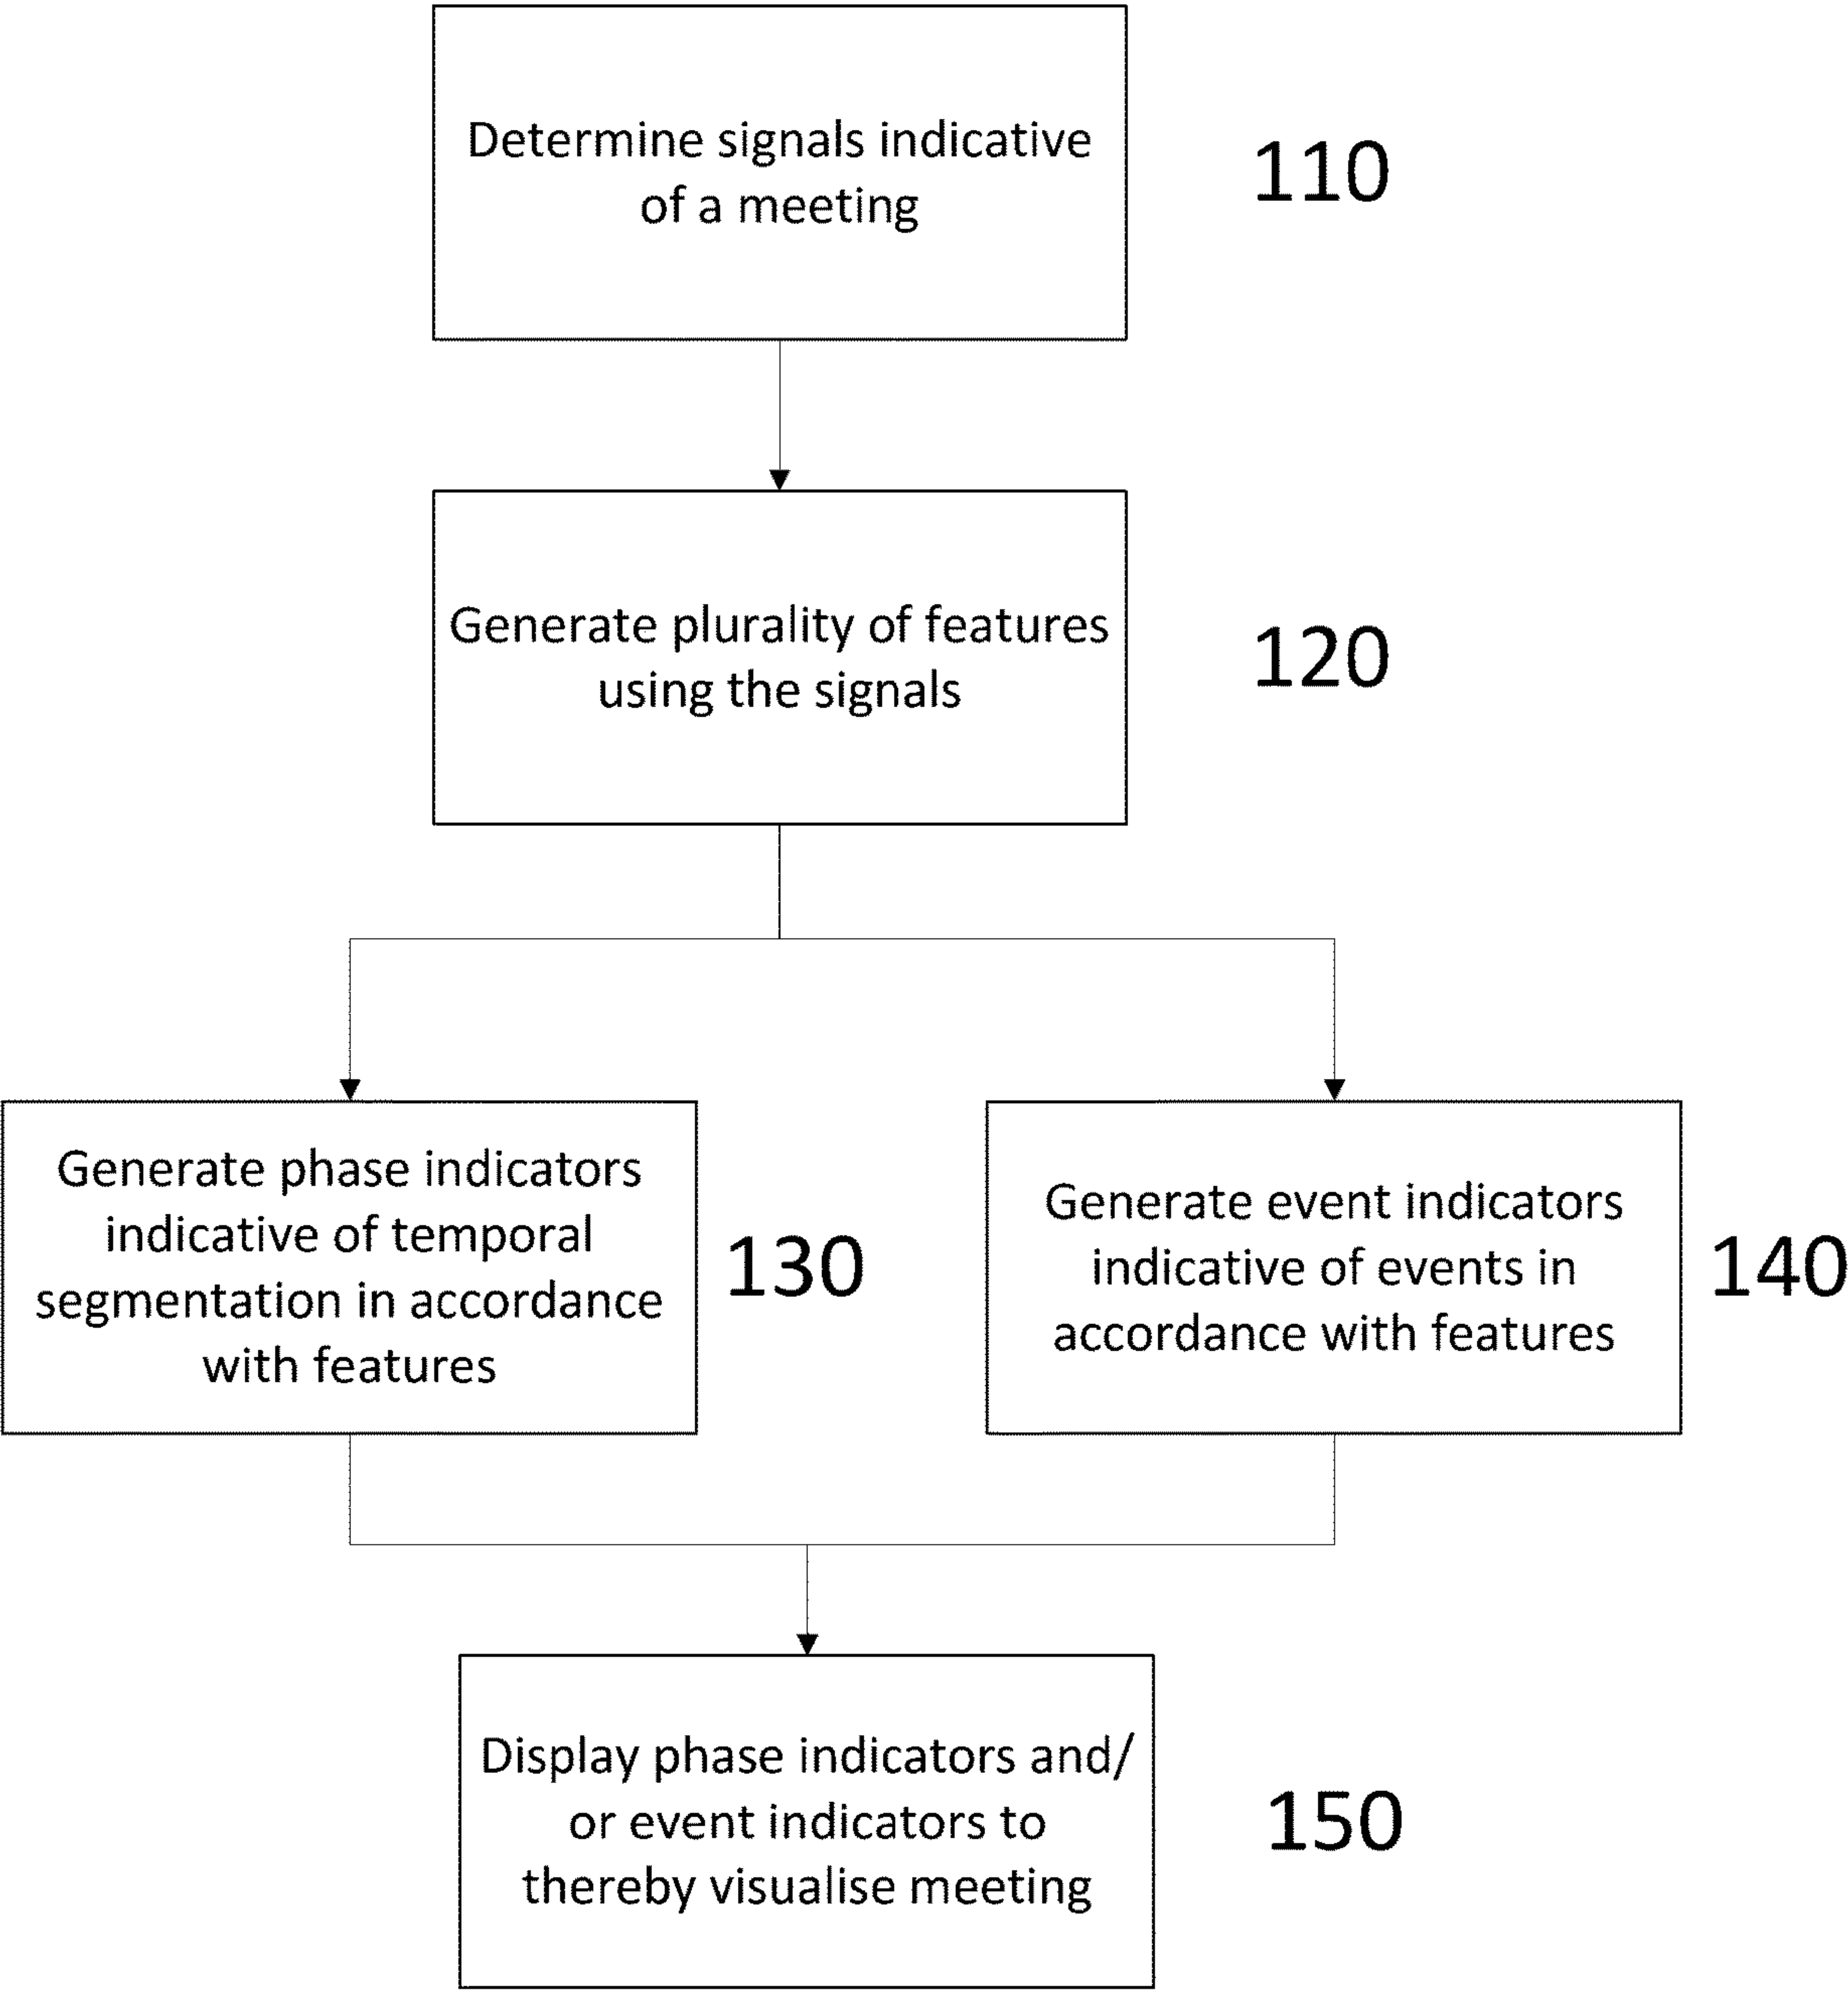 Determine signals indicative
of a meeting
110
Generate plurality of features
using the signals
120
Generate phase indicators
indicative of temporal
segmentation in accordance
with features
130
Generate event indicators
indicative of events in
accordance with features
140
Display phase indicators and/
or event indicators to
thereby visualise meeting
150